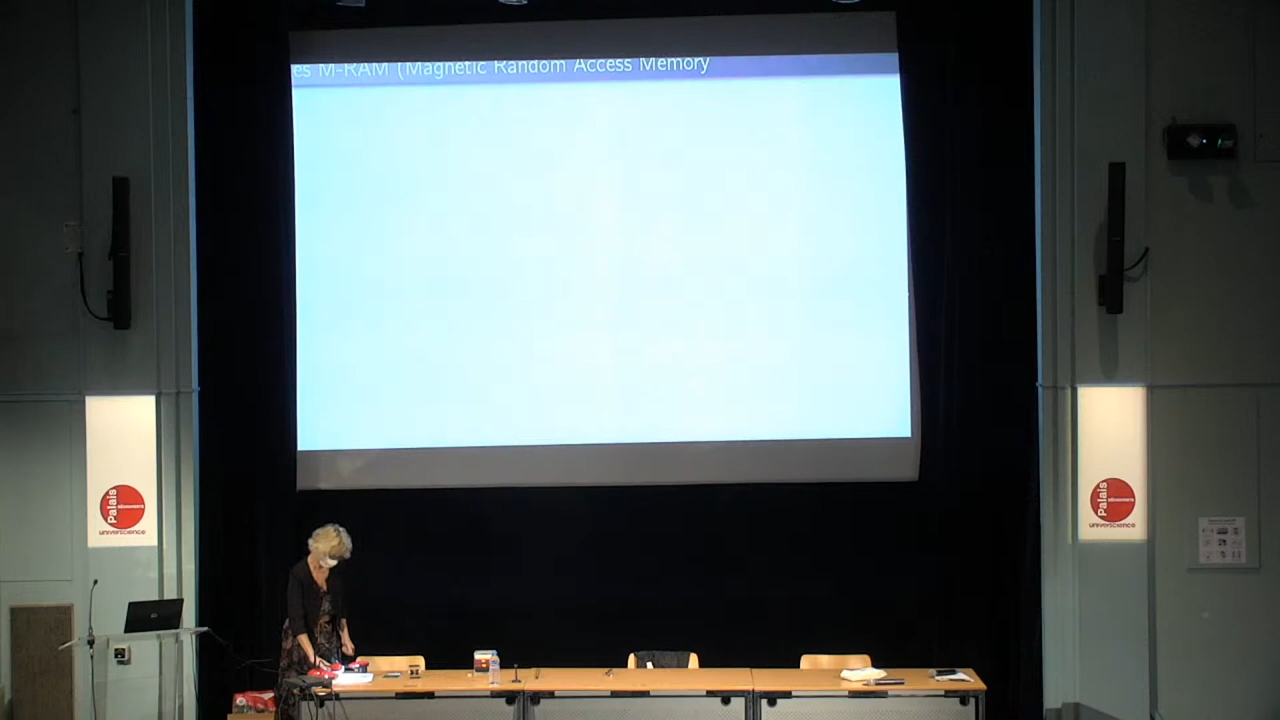 es M-RAM (Magnetic Random Access Memory
Palais
DÉCOUVERTE
universcience
Palais
DÉCOUVERTE
universcience